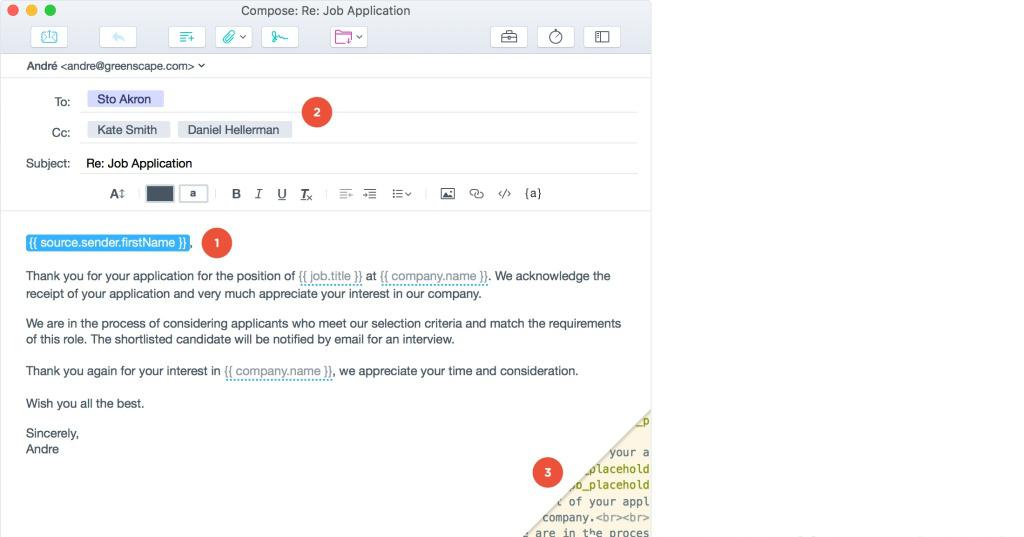 Compose: Re: Job Application
André <andre@greenscape.com>
To: Sto Akron
2
Cc: Kate Smith Daniel Hellerman
Subject: Re: Job Application
A a B I U Tx {a}
{{ source.sender.firstName }}, 1
Thank you for your application for the position of {{ job.title }} at {{ company.name }}. We acknowledge the
receipt of your application and very much appreciate your interest in our company.
We are in the process of considering applicants who meet our selection criteria and match the requirements
of this role. The shortlisted candidate will be notified by email for an interview.
Thank you again for your interest in {{ company.name }}, we appreciate your time and consideration.
Wish you all the best.
Sincerely,
Andre
_p
your a
3
_placehold
ob_placehold
t of your appl
company.<br><br>
are in the proces